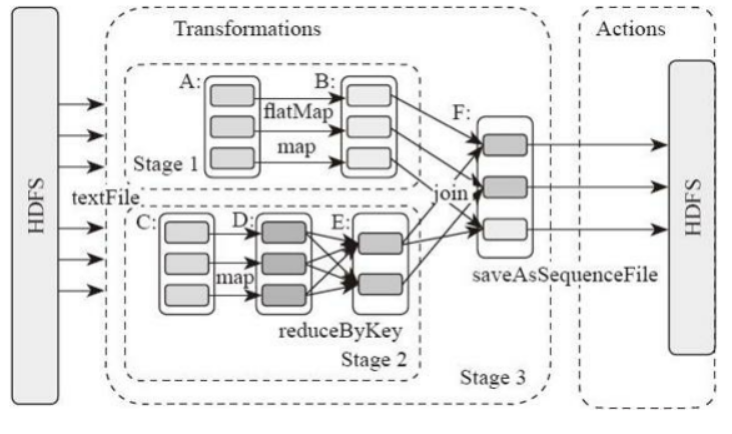 Transformations
Actions
A:
B:
flatMap
map
Stage 1
F:
HDFS
textFile
join
HDFS
C:
D:
E:
map
reduceByKey
Stage 2
saveAsSequenceFile
Stage 3